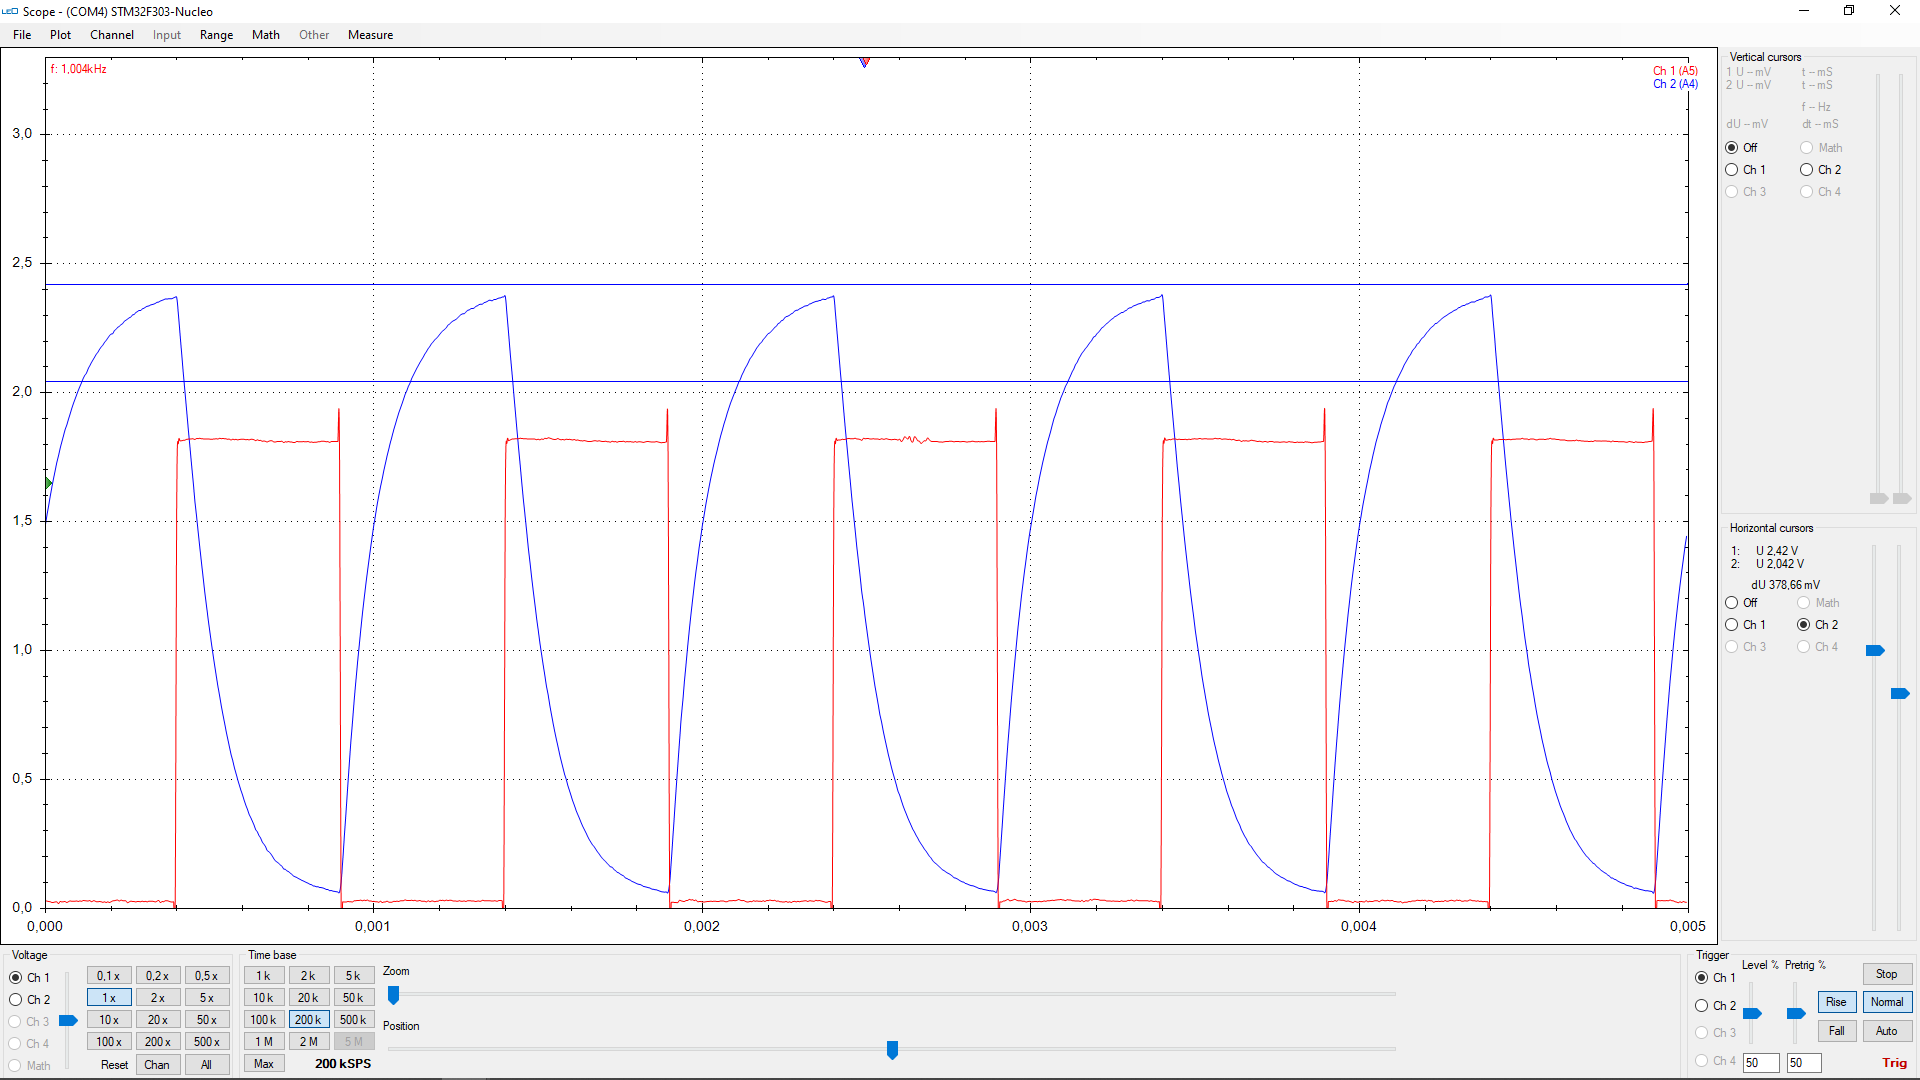 LEO Scope - (COM4) STM32F303-Nucleo
File Plot Channel Input Range Math Other Measure
f: 1,004kHz
Ch 1 (A5)
Ch 2 (A4)
3,0
2,5
2,0
1,5
1,0
0,5
0,0
0,000 0,001 0,002 0,003 0,004 0,005
Vertical cursors
1 U -- mV t -- mS
2 U -- mV t -- mS
f -- Hz
dU -- mV dt -- mS
Off Math
Ch 1 Ch 2
Ch 3 Ch 4
Horizontal cursors
1: U 2,42 V
2: U 2,042 V
dU 378,66 mV
Off Math
Ch 1 Ch 2
Ch 3 Ch 4
Voltage
Ch 1 0,1 x 0,2 x 0,5 x
Ch 2 1 x 2 x 5 x
Ch 3 10 x 20 x 50 x
Ch 4 100 x 200 x 500 x
Math Reset Chan All
Time base
1 k 2 k 5 k
10 k 20 k 50 k
100 k 200 k 500 k
1 M 2 M 5 M
Max 200 kSPS
Zoom
Position
Trigger
Level % Pretrig %
Ch 1 Stop
Ch 2 Rise Normal
Ch 3 Fall Auto
Ch 4 50 50 Trig